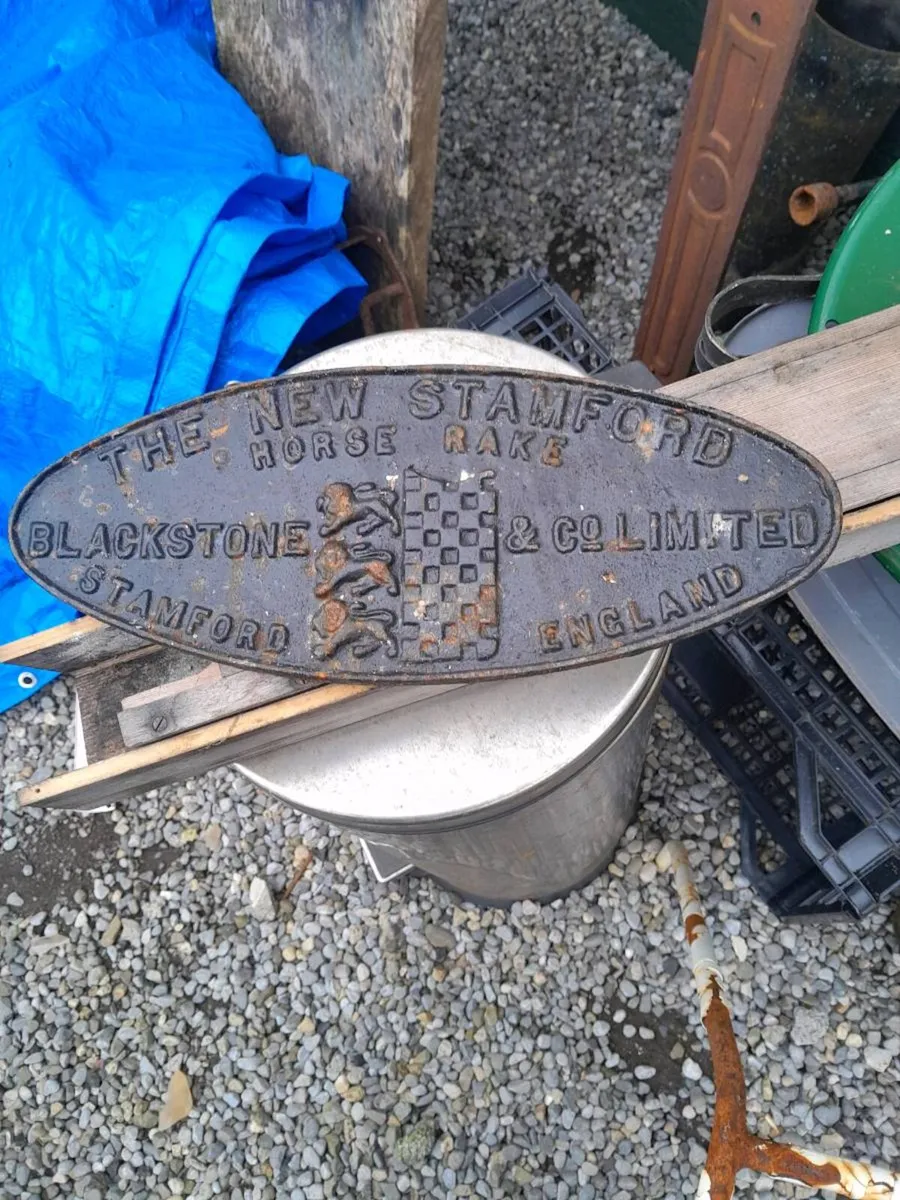 THE NEW STAMFORD
HORSE RAKE
BLACKSTONE & CO LIMITED
STAMFORD ENGLAND